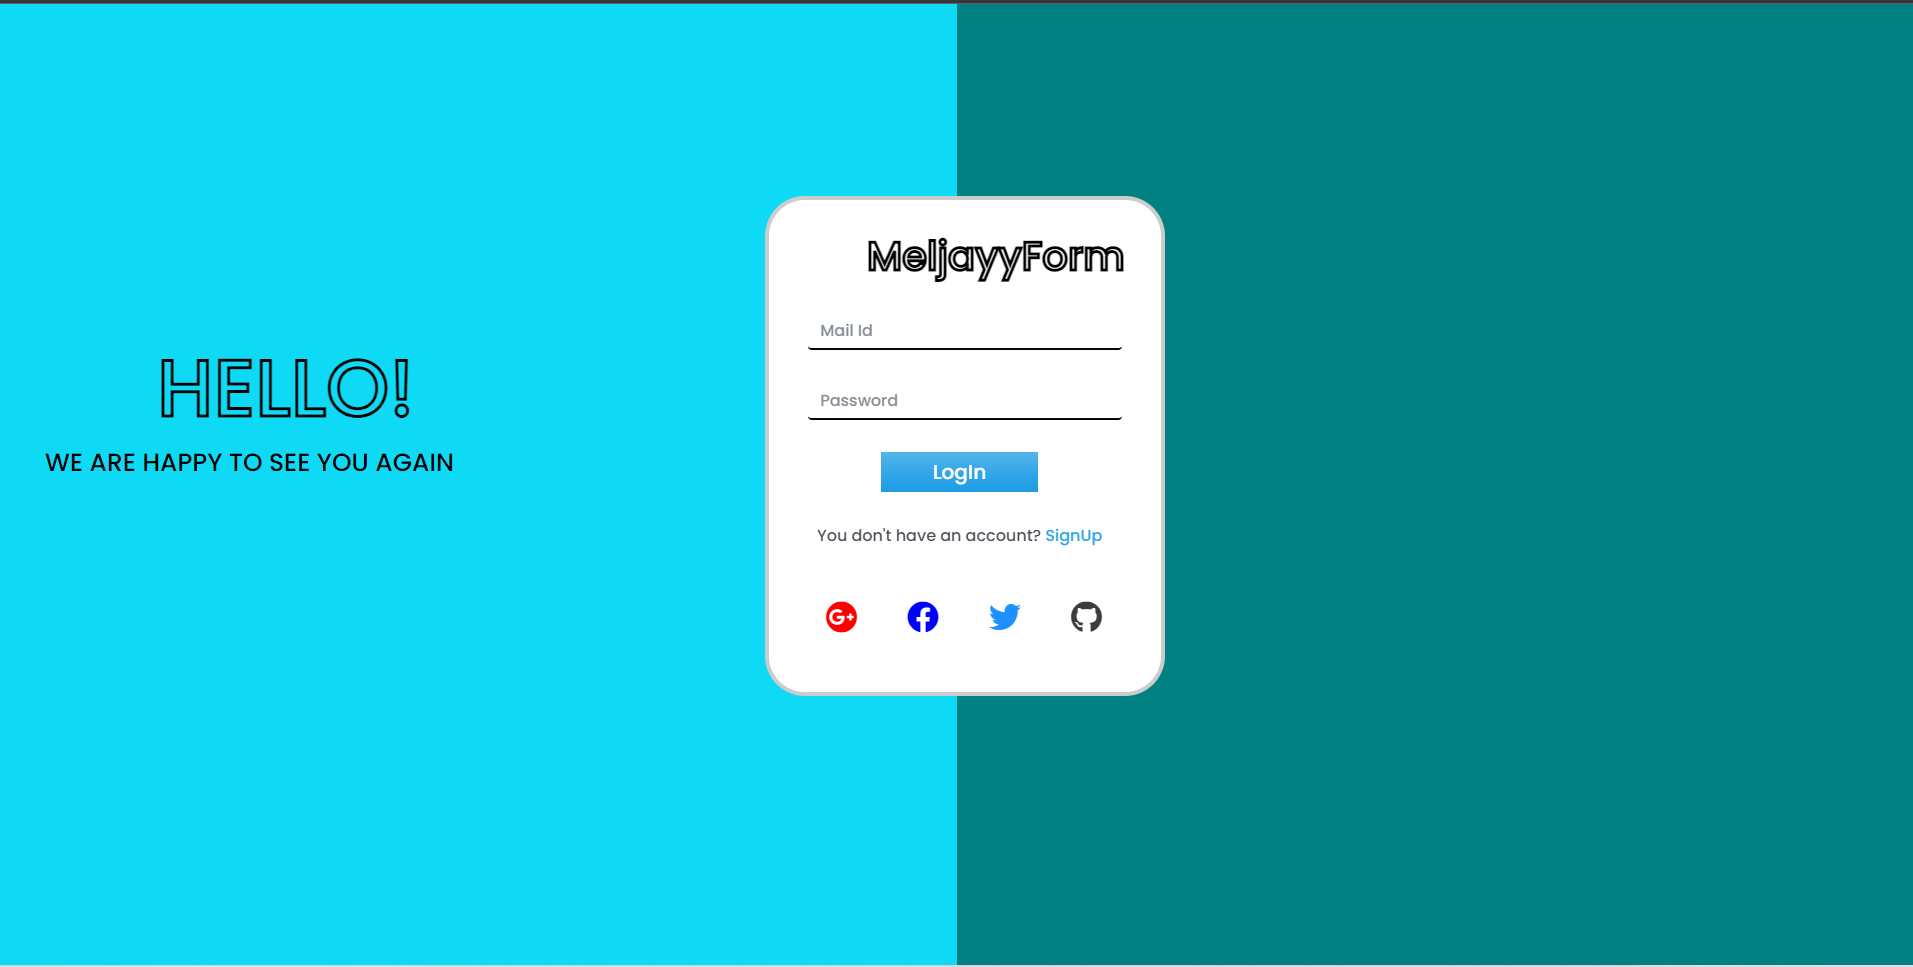 HELLO!
WE ARE HAPPY TO SEE YOU AGAIN
MeljayyForm
Mail Id
Password
LogIn
You don't have an account? SignUp
G+